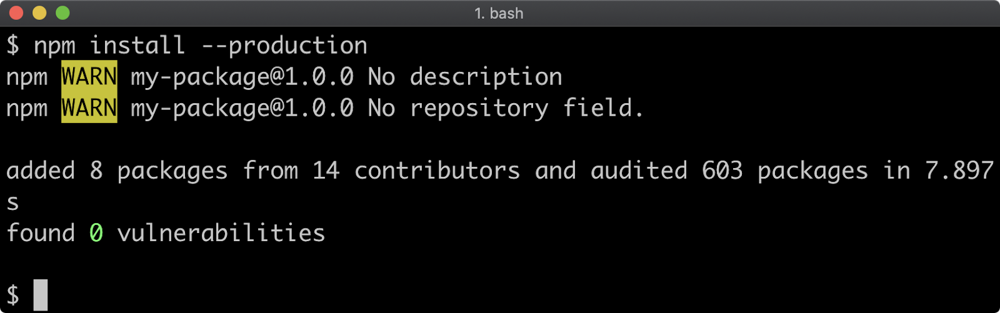 1. bash
$ npm install --production
npm WARN my-package@1.0.0 No description
npm WARN my-package@1.0.0 No repository field.
added 8 packages from 14 contributors and audited 603 packages in 7.897
s
found 0 vulnerabilities
$